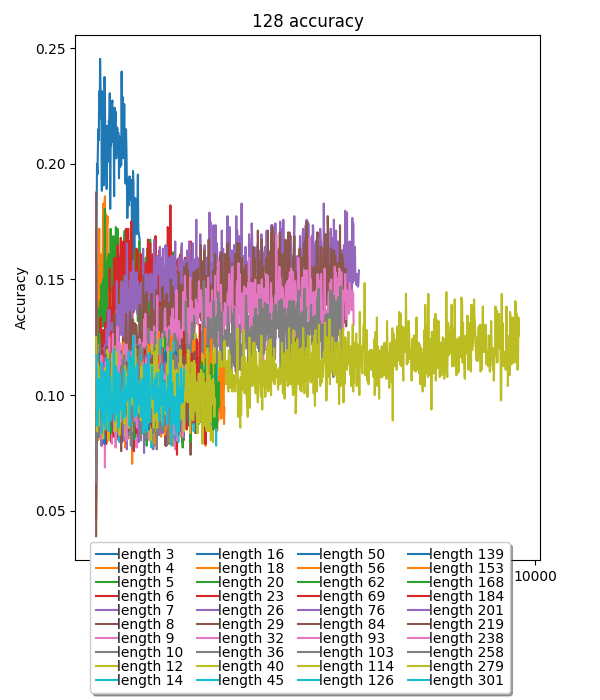 128 accuracy
0.25
0.20
0.15
0.10
0.05
Accuracy
10000
length 3 length 16 length 50 length 139
length 4 length 18 length 56 length 153
length 5 length 20 length 62 length 168
length 6 length 23 length 69 length 184
length 7 length 26 length 76 length 201
length 8 length 29 length 84 length 219
length 9 length 32 length 93 length 238
length 10 length 36 length 103 length 258
length 12 length 40 length 114 length 279
length 14 length 45 length 126 length 301